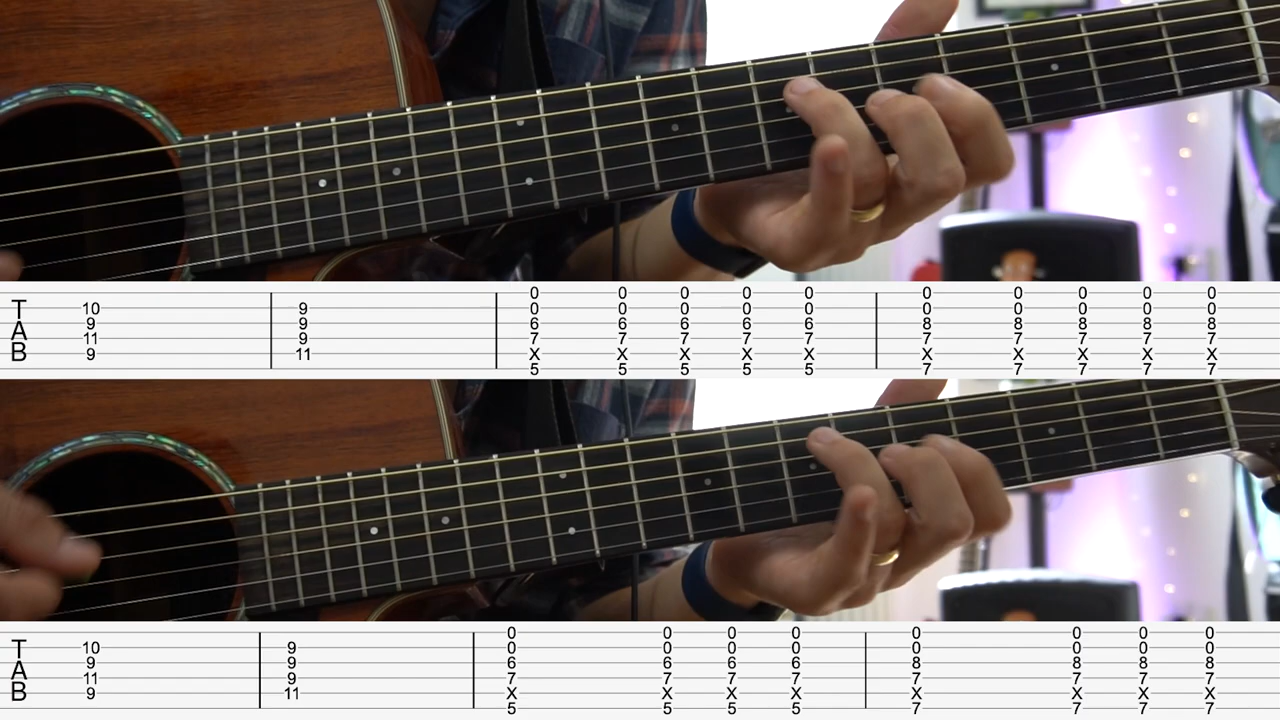 0 0 0 0 0 0 0 0 0 0
T 10 9 0 0 0 0 0 0 0 0 0 0
A 9 9 6 6 6 6 6 8 8 8 8 8
11 9 7 7 7 7 7 7 7 7 7 7
B 9 11 X X X X X X X X X X
5 5 5 5 5 7 7 7 7 7
0 0 0 0 0 0 0 0
T 10 9 0 0 0 0 0 0 0 0
A 9 9 6 6 6 6 8 8 8 8
11 9 7 7 7 7 7 7 7 7
B 9 11 X X X X X X X X
5 5 5 5 7 7 7 7